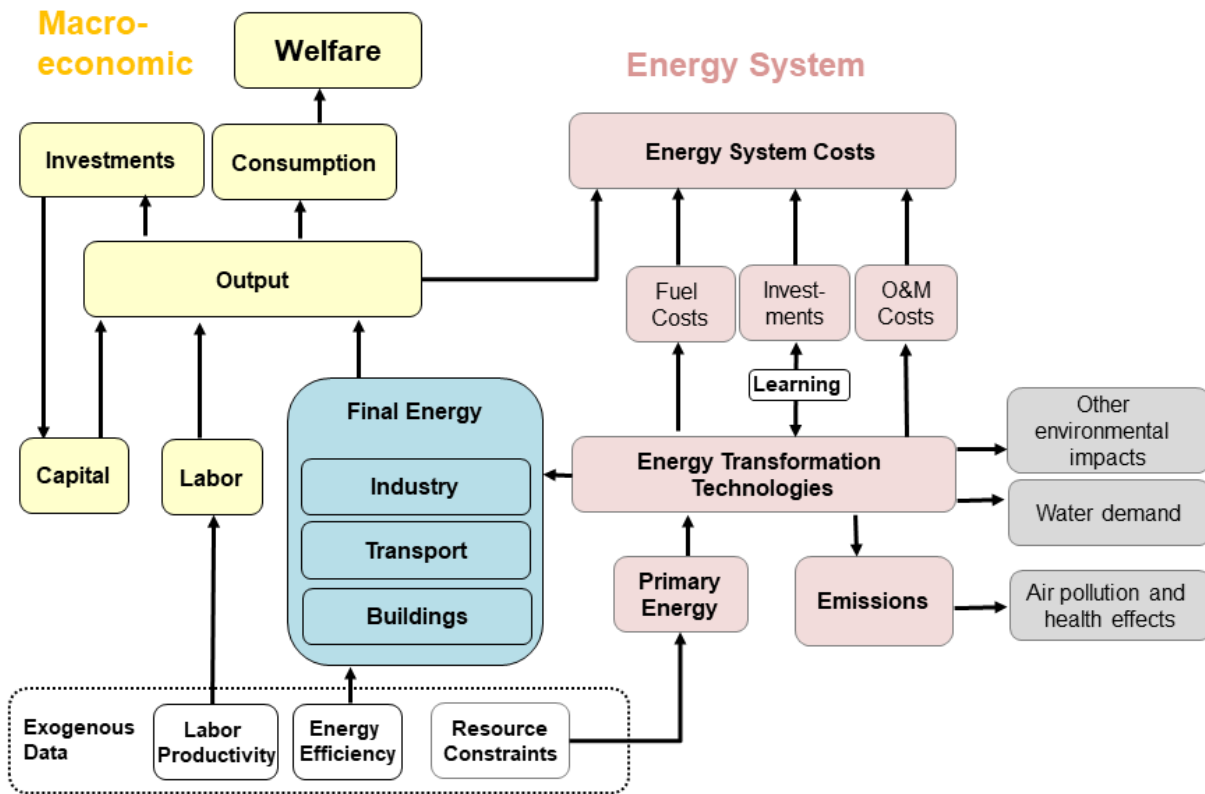 Macro-
economic
Welfare
Energy System
Investments
Consumption
Energy System Costs
Output
Fuel
Costs
Invest-
ments
O&M
Costs
Learning
Final Energy
Industry
Transport
Buildings
Capital
Labor
Energy Transformation
Technologies
Other
environmental
impacts
Water demand
Primary
Energy
Emissions
Air pollution and
health effects
Exogenous
Data
Labor
Productivity
Energy
Efficiency
Resource
Constraints